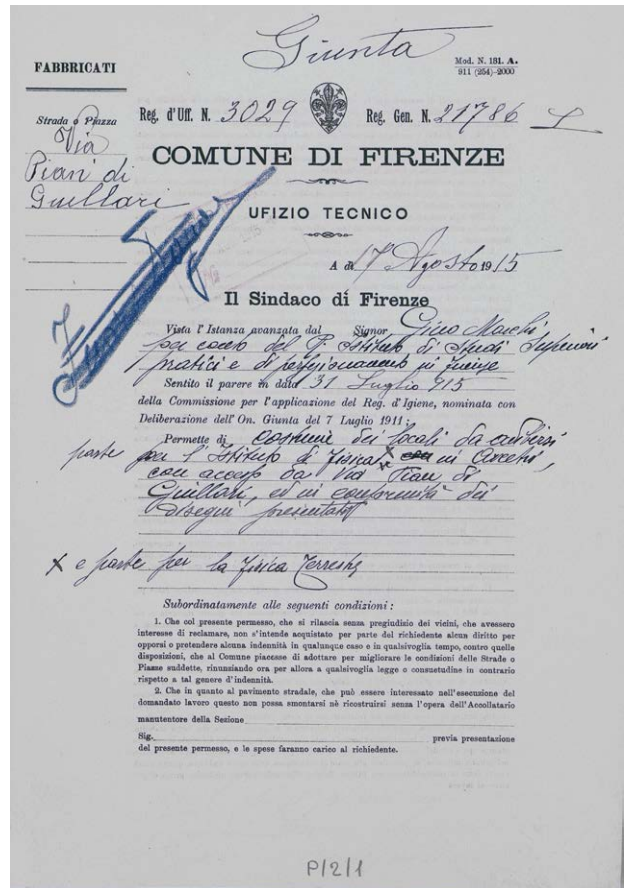 Giunta
FABBRICATI
Mod. N. 181. A.
911 (254)-2000
Strada o Piazza
Via
Pian di
Guillari
Reg. d'Uff. N. 3029 Reg. Gen. N. 21786
COMUNE DI FIRENZE
UFIZIO TECNICO
A dì 17 Agosto 1915
Il Sindaco di Firenze
Vista l'Istanza avanzata dal Signor Gino
per conto del R. Istituto di Studi Superiori
pratici e di perfezionamento in Firenze
Sentito il parere in data 31 Luglio 915
della Commissione per l'applicazione del Reg. d'Igiene, nominata con
Deliberazione dell'On. Giunta del 7 Luglio 1911:
Permette di costruire dei locali da adibirsi
parte per l'Istituto di Fisica x in Arcetri,
con accesso da Via Pian di
Guillari, ed in conformità dei
disegni presentati
x e parte per la Fisica Terrestre
Subordinatamente alle seguenti condizioni:
1. Che col presente permesso, che si rilascia senza pregiudizio dei vicini, che avessero
interesse di reclamare, non s'intende acquistato per parte del richiedente alcun diritto per
opporsi o pretendere alcuna indennità in qualunque caso e in qualsivoglia tempo, contro quelle
disposizioni, che al Comune piacesse di adottare per migliorare le condizioni delle Strade o
Piazze suddette, rinunziando ora per allora a qualsivoglia legge o consuetudine in contrario
rispetto a tal genere d'indennità.
2. Che in quanto al pavimento stradale, che può essere interessato nell'esecuzione del
domandato lavoro questo non possa smontarsi nè ricostruirsi senza l'opera dell'Accollatario
manutentore della Sezione
Sig. previa presentazione
del presente permesso, e le spese faranno carico al richiedente.
P/2/1